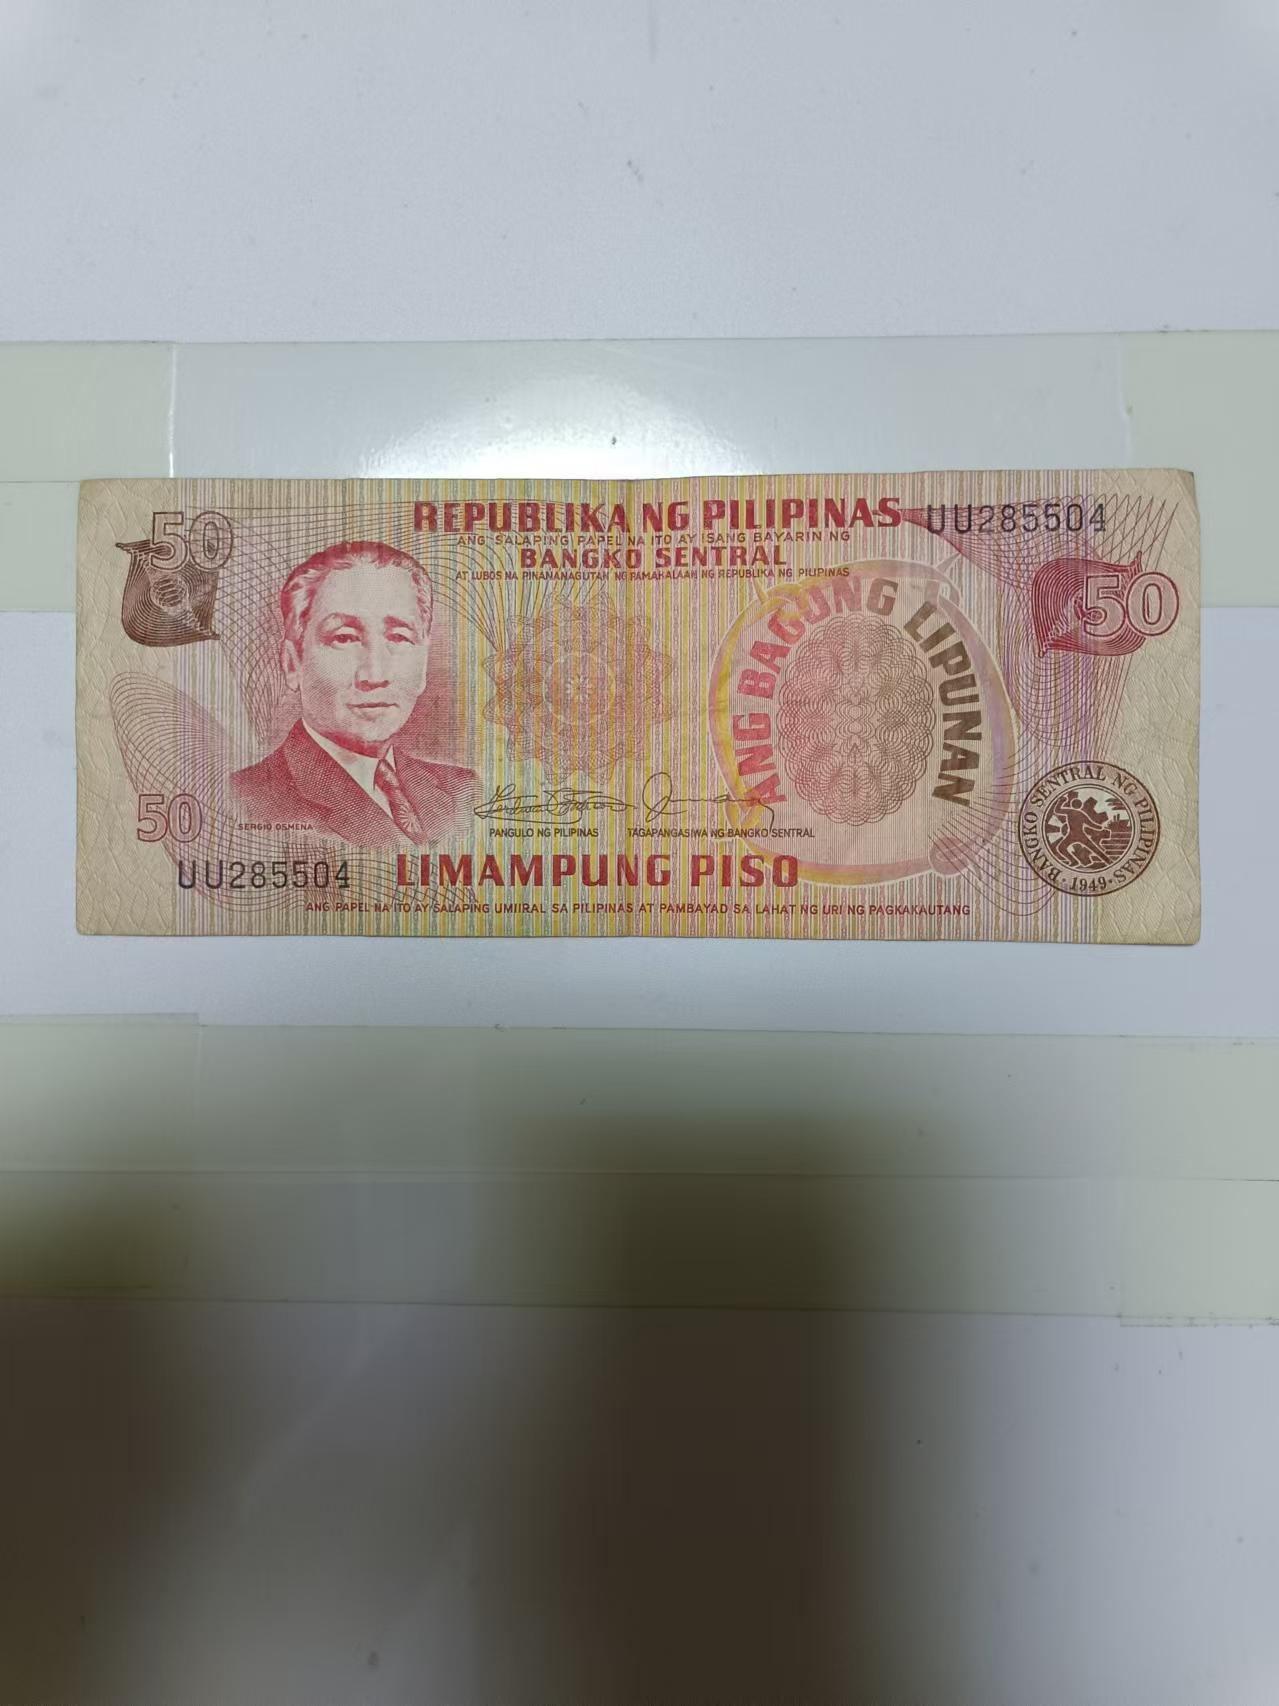 50
REPUBLIKA NG PILIPINAS
UU285504
ANG SALAPING PAPEL NA ITO AY ISANG BAYARIN NG
BANGKO SENTRAL
AT LUBOS NA PINANANAGUTAN NG PAMAHALAAN NG REPUBLIKA NG PILIPINAS
50
ANG BAGONG LIPUNAN
50
SERGIO OSMEÑA
PANGULO NG PILIPINAS
TAGAPANGASIWA NG BANGKO SENTRAL
UU285504
LIMAMPUNG PISO
ANG PAPEL NA ITO AY SALAPING UMIIRAL SA PILIPINAS AT PAMBAYAD SA LAHAT NG URI NG PAGKAKAUTANG
BANGKO SENTRAL NG PILIPINAS
· 1949 ·